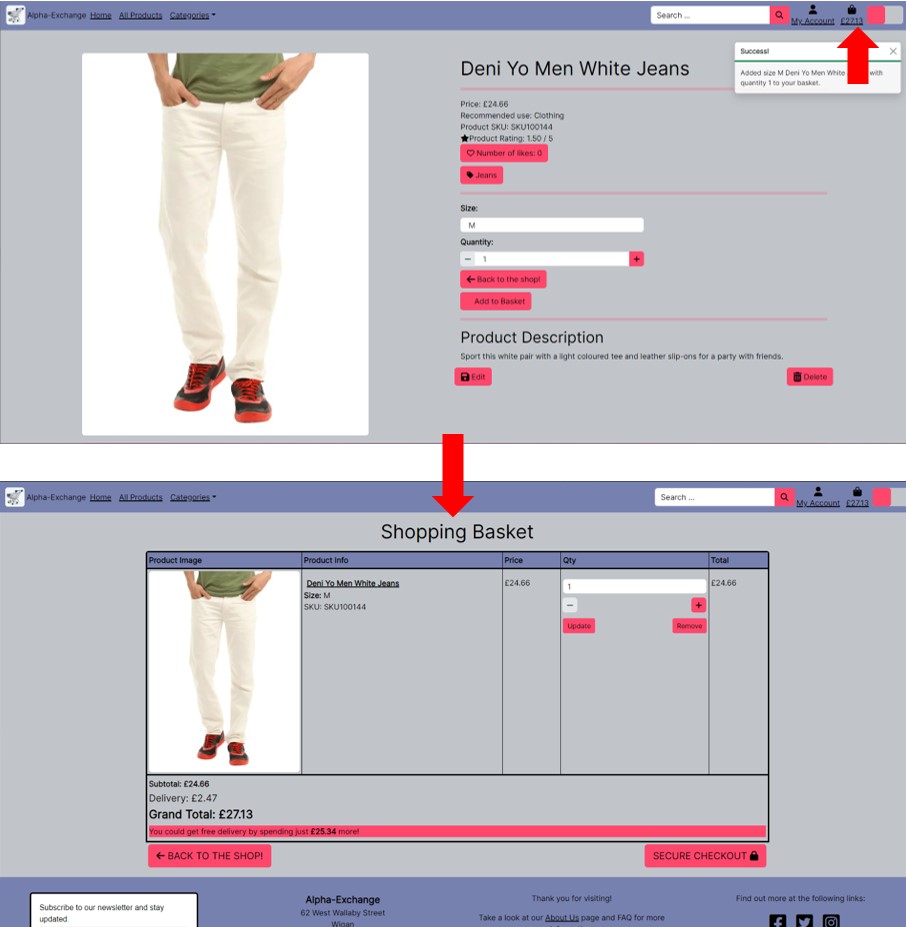 Alpha-Exchange Home All Products Categories Search ... My Account £27.13
Success!
Added size M Deni Yo Men White with
quantity 1 to your basket.
Deni Yo Men White Jeans
Price: £24.66
Recommended use: Clothing
Product SKU: SKU100144
Product Rating: 1.50 / 5
Number of likes: 0
Jeans
Size:
M
Quantity:
1
Back to the shop!
Add to Basket
Product Description
Sport this white pair with a light coloured tee and leather slip-ons for a party with friends.
Edit Delete
Alpha-Exchange Home All Products Categories Search ... My Account £27.13
Shopping Basket
Product Image Product Info Price Qty Total
Deni Yo Men White Jeans £24.66 1 £24.66
Size: M
SKU: SKU100144
Update Remove
Subtotal: £24.66
Delivery: £2.47
Grand Total: £27.13
You could get free delivery by spending just £25.34 more!
BACK TO THE SHOP! SECURE CHECKOUT
Subscribe to our newsletter and stay
updated.
Alpha-Exchange
62 West Wallaby Street
Wigan
Thank you for visiting!
Take a look at our About Us page and FAQ for more
Find out more at the following links: